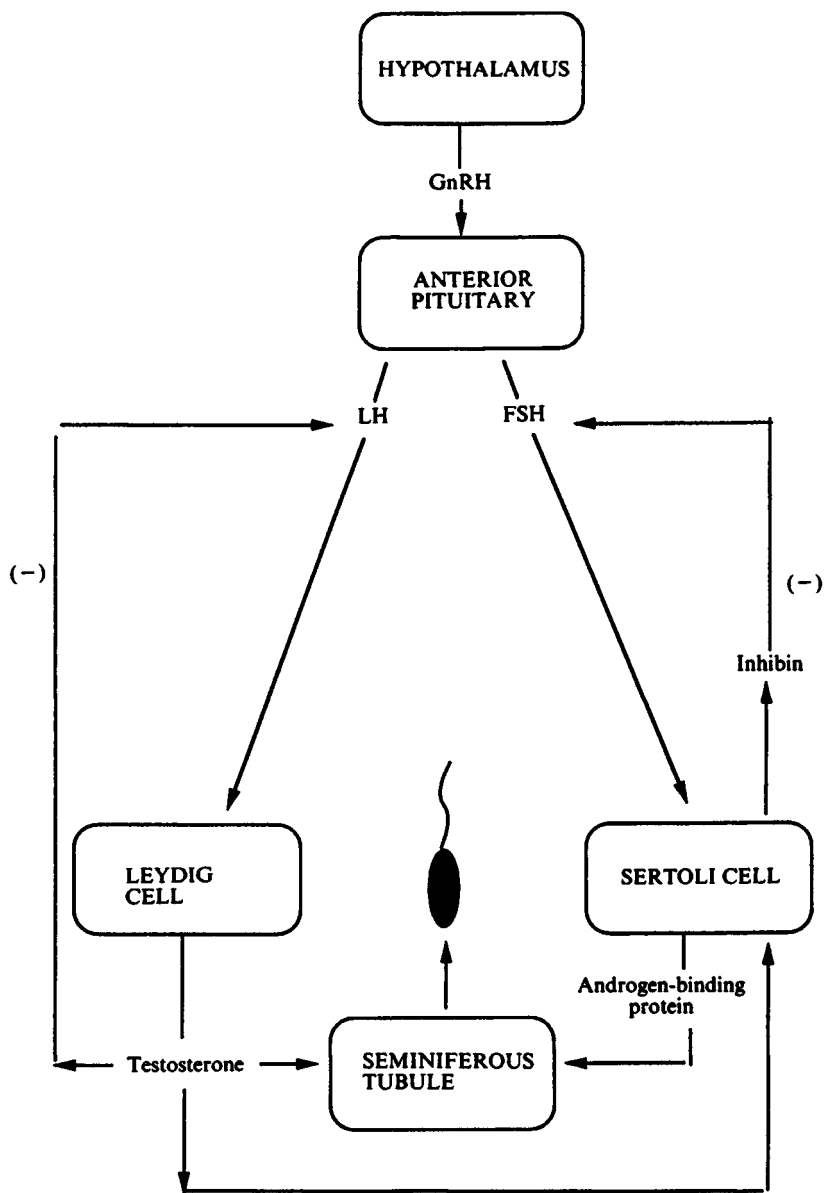 HYPOTHALAMUS
GnRH
ANTERIOR
PITUITARY
LH
FSH
(-)
(-)
Inhibin
LEYDIG
CELL
SERTOLI CELL
Androgen-binding
protein
Testosterone
SEMINIFEROUS
TUBULE